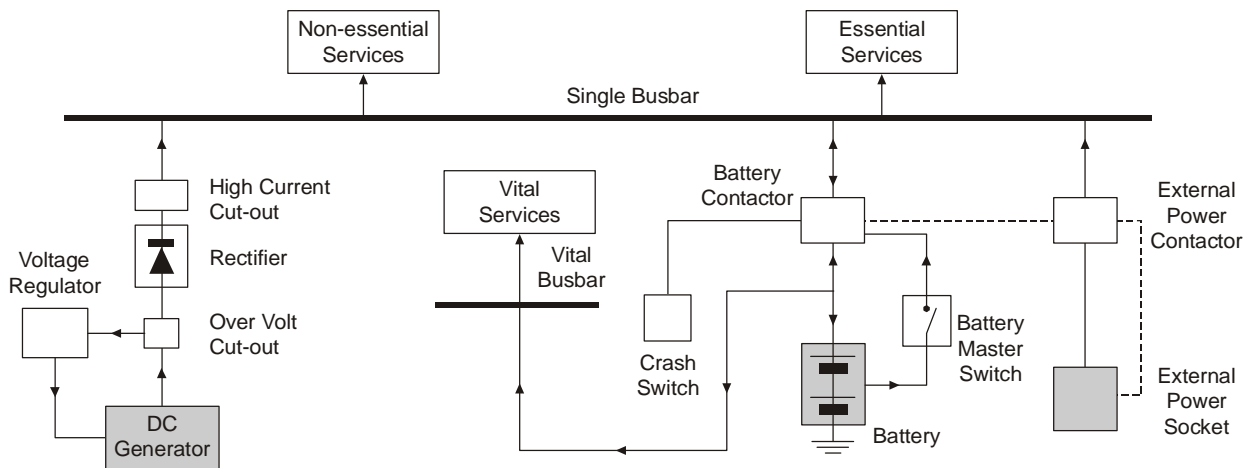 Non-essential
Services
Essential
Services
Single Busbar
High Current
Cut-out
Rectifier
Voltage
Regulator
Over Volt
Cut-out
DC
Generator
Vital
Services
Vital
Busbar
Battery
Contactor
Crash
Switch
Battery
Master
Switch
Battery
External
Power
Contactor
External
Power
Socket